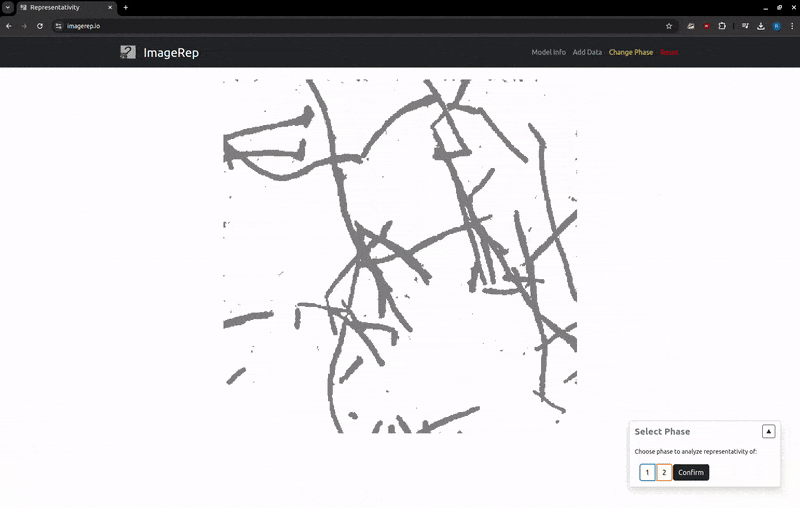 Representativity
imagerep.io
ImageRep
Model Info Add Data Change Phase Reset
Select Phase
Choose phase to analyze representativity of:
1 2 Confirm